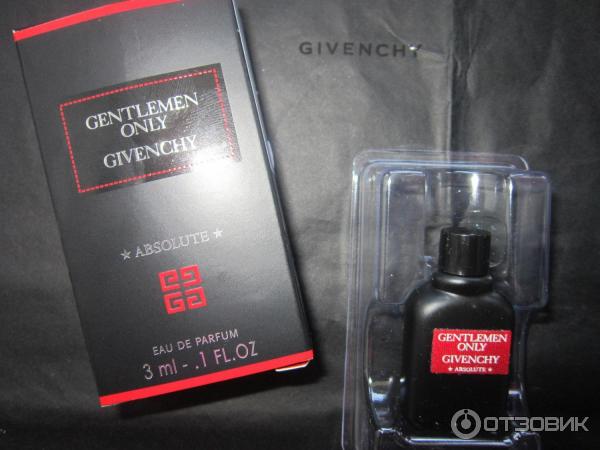 GIVENCHY
GENTLEMEN
ONLY
GIVENCHY
★ ABSOLUTE ★
EAU DE PARFUM
3 ml - .1 FL.OZ
GENTLEMEN
ONLY
GIVENCHY
★ ABSOLUTE ★
ОТЗОВИК